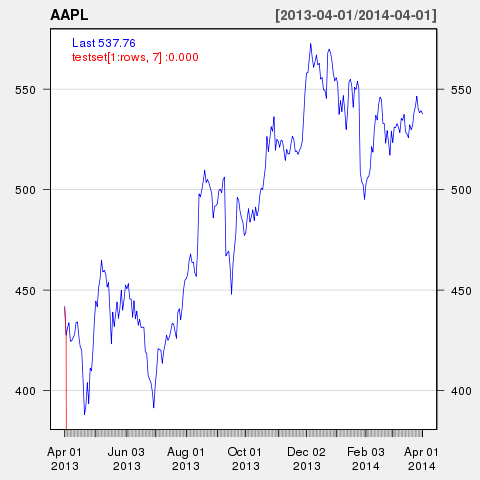 AAPL [2013-04-01/2014-04-01]
Last 537.76
testset[1:rows, 7] :0.000
550 550
500 500
450 450
400 400
Apr 01 Jun 03 Aug 01 Oct 01 Dec 02 Feb 03 Apr 01
2013 2013 2013 2013 2013 2014 2014